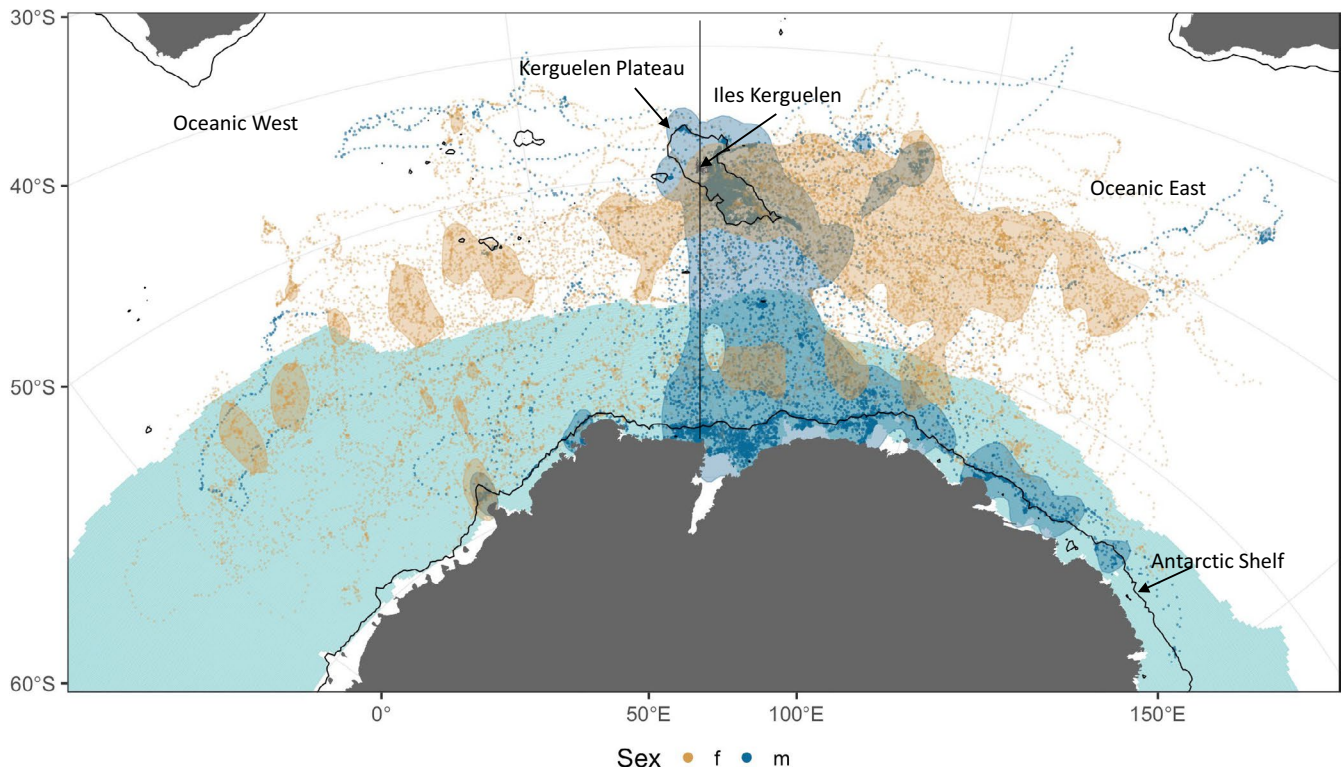 30°S
Kerguelen Plateau
Iles Kerguelen
Oceanic West
40°S
Oceanic East
50°S
Antarctic Shelf
60°S
0°
50°E
100°E
150°E
Sex f m